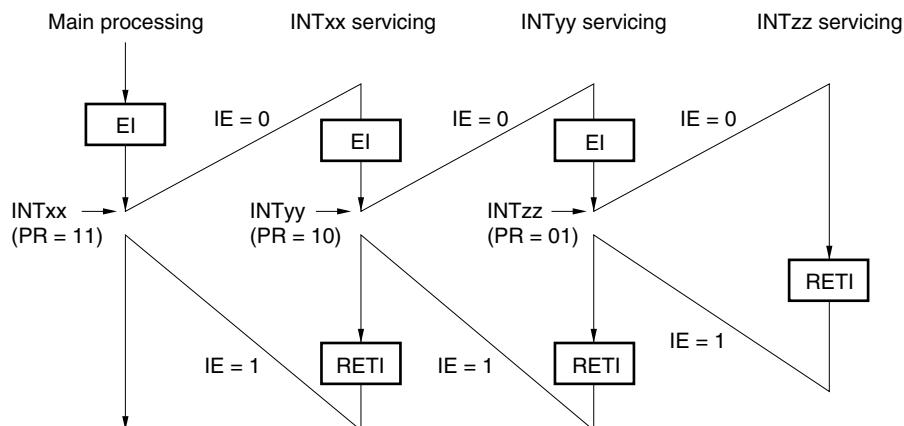 Main processing
INTxx servicing
INTyy servicing
INTzz servicing
EI
IE = 0
EI
IE = 0
EI
IE = 0
INTxx
(PR = 11)
INTyy
(PR = 10)
INTzz
(PR = 01)
RETI
IE = 1
RETI
IE = 1
RETI
IE = 1